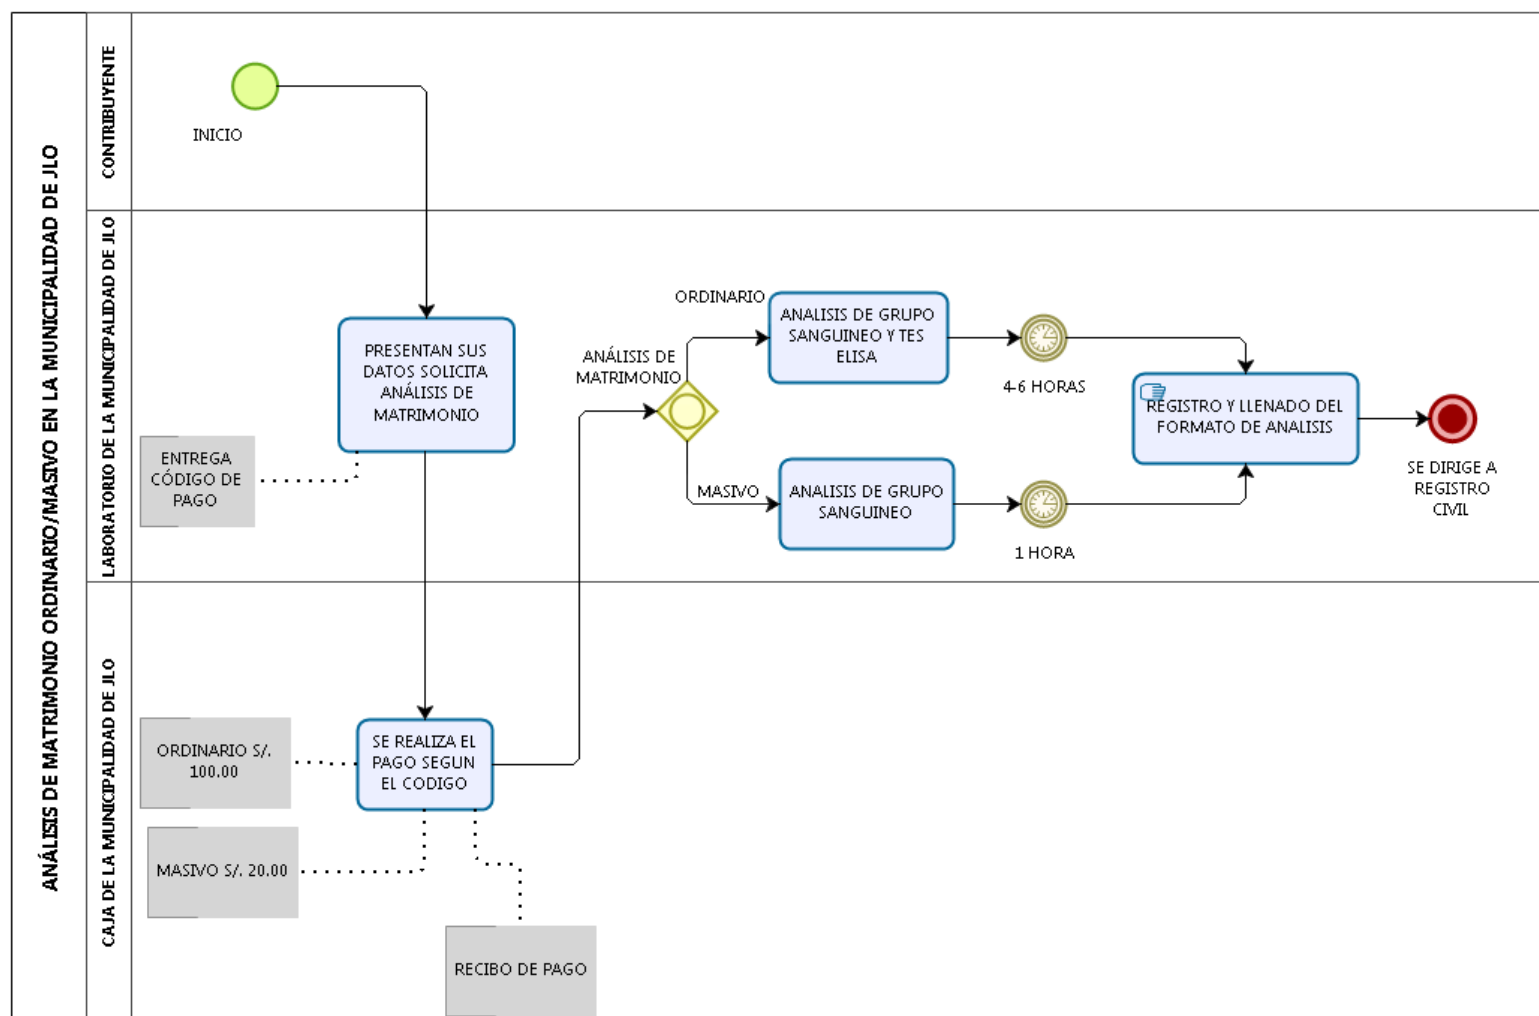 ANÁLISIS DE MATRIMONIO ORDINARIO/MASIVO EN LA MUNICIPALIDAD DE JLO
CONTRIBUYENTE
INICIO
LABORATORIO DE LA MUNICIPALIDAD DE JLO
PRESENTAN SUS
DATOS SOLICITA
ANÁLISIS DE
MATRIMONIO
ENTREGA
CÓDIGO DE
PAGO
ANÁLISIS DE
MATRIMONIO
ORDINARIO
ANALISIS DE GRUPO
SANGUINEO Y TES
ELISA
4-6 HORAS
MASIVO
ANALISIS DE GRUPO
SANGUINEO
1 HORA
REGISTRO Y LLENADO DEL
FORMATO DE ANALISIS
SE DIRIGE A
REGISTRO
CIVIL
CAJA DE LA MUNICIPALIDAD DE JLO
SE REALIZA EL
PAGO SEGUN
EL CODIGO
ORDINARIO S/.
100.00
MASIVO S/. 20.00
RECIBO DE PAGO